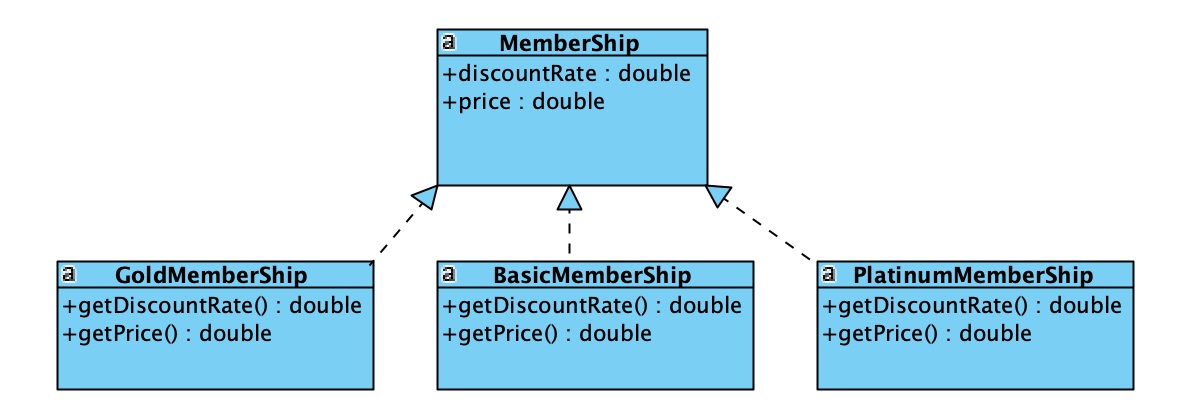 a MemberShip
+discountRate : double
+price : double
a GoldMemberShip
+getDiscountRate() : double
+getPrice() : double
a BasicMemberShip
+getDiscountRate() : double
+getPrice() : double
a PlatinumMemberShip
+getDiscountRate() : double
+getPrice() : double